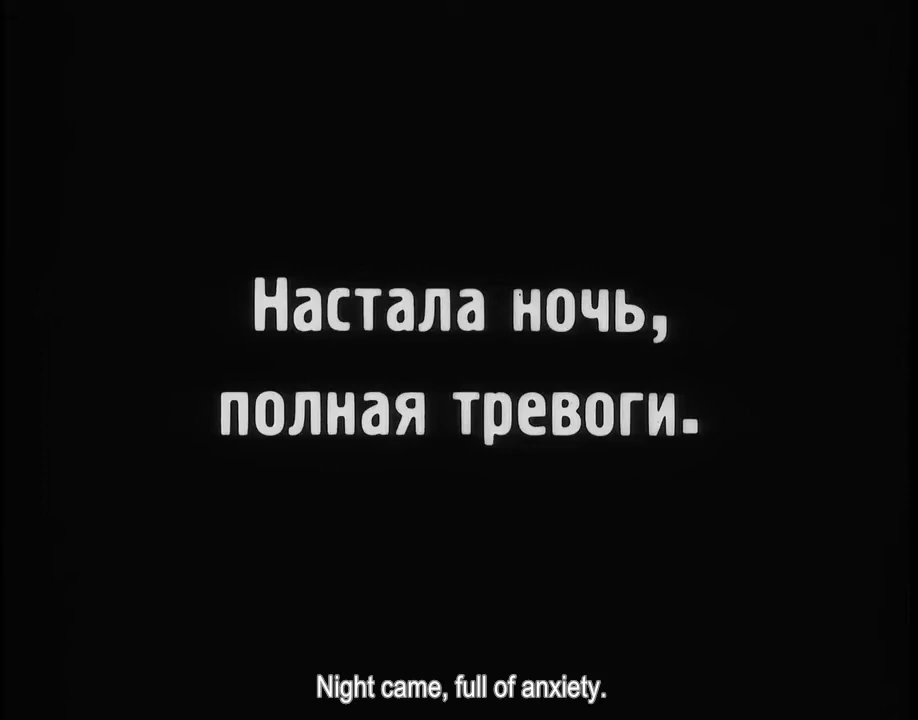 Настала ночь,
полная тревоги.
Night came, full of anxiety.